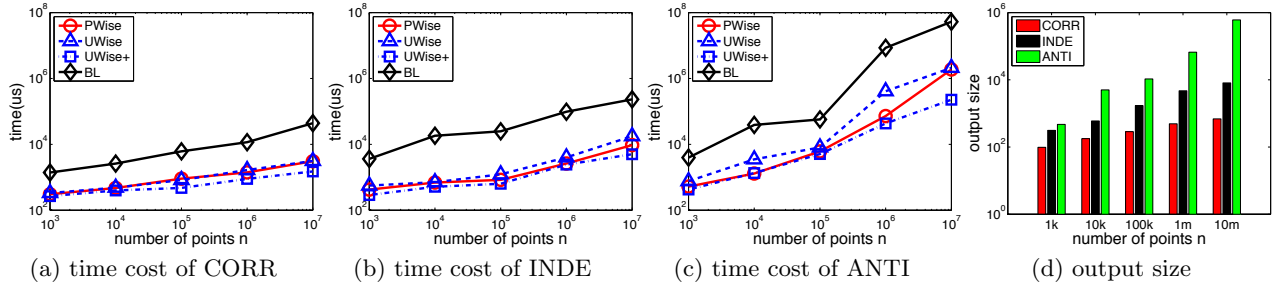 time(us)
10^8
10^6
10^4
10^2
PWise
UWise
UWise+
BL
10^3 10^4 10^5 10^6 10^7
number of points n
(a) time cost of CORR
time(us)
10^8
10^6
10^4
10^2
PWise
UWise
UWise+
BL
10^3 10^4 10^5 10^6 10^7
number of points n
(b) time cost of INDE
time(us)
10^8
10^6
10^4
10^2
PWise
UWise
UWise+
BL
10^3 10^4 10^5 10^6 10^7
number of points n
(c) time cost of ANTI
output size
10^6
10^4
10^2
10^0
CORR
INDE
ANTI
1k 10k 100k 1m 10m
number of points n
(d) output size